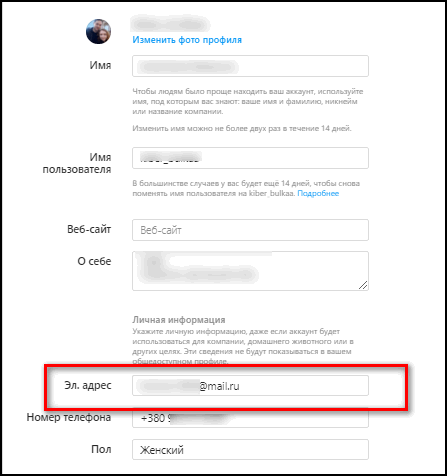 Изменить фото профиля
Имя
Чтобы людям было проще находить ваш аккаунт, используйте
имя, под которым вас знают: ваше имя и фамилию, никнейм
или название компании.
Изменить имя можно не более двух раз в течение 14 дней.
Имя
пользователя
В большинстве случаев у вас будет ещё 14 дней, чтобы снова
поменять имя пользователя на kiber_bulkaa. Подробнее
Веб-сайт
Веб-сайт
О себе
Личная информация
Укажите личную информацию, даже если аккаунт будет
использоваться для компании, домашнего животного или в
других целях. Эти сведения не будут показываться в вашем
общедоступном профиле.
Эл. адрес
@mail.ru
Номер телефона
+380 9
Пол
Женский